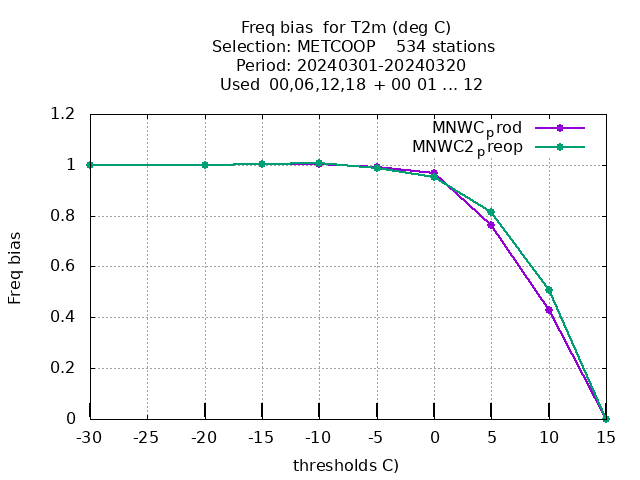 Freq bias  for T2m (deg C)
Selection: METCOOP    534 stations
Period: 20240301-20240320
Used  00,06,12,18  + 00 01 ... 12
MNWCprod
MNWC2preop
1.2
1
0.8
0.6
0.4
0.2
0
Freq bias
-30 -25 -20 -15 -10 -5 0 5 10 15
thresholds C)